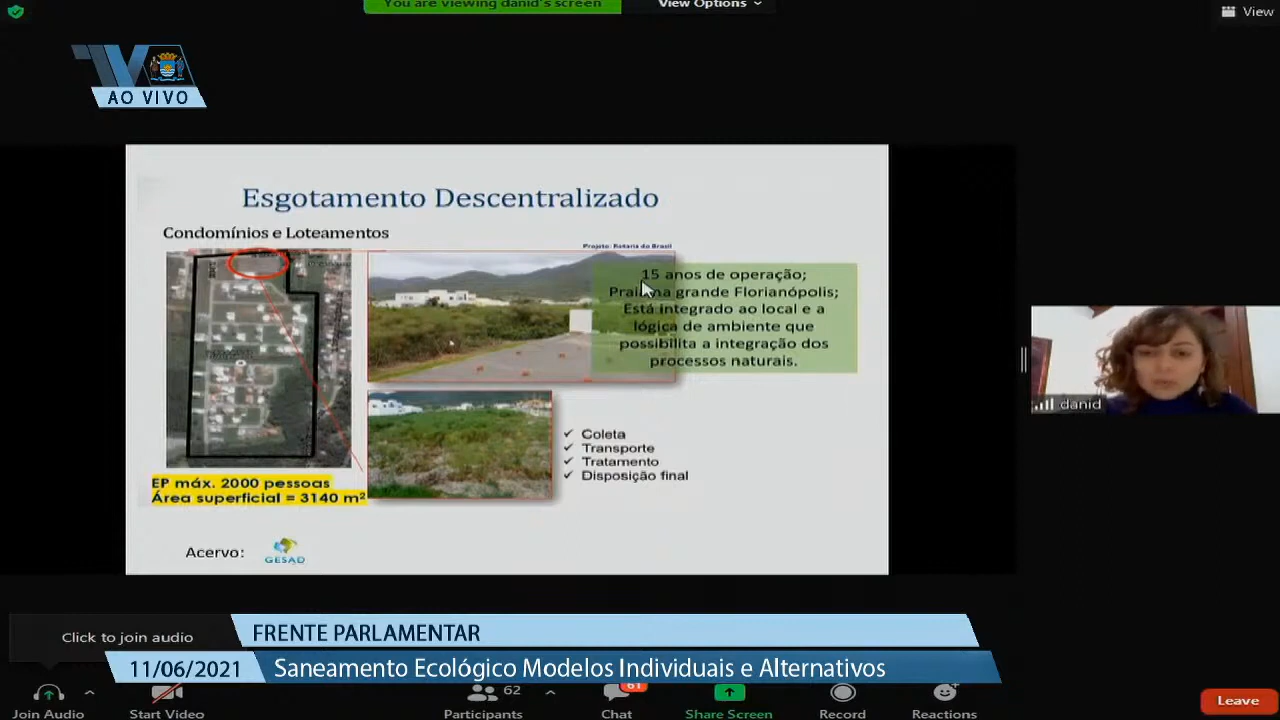 You are viewing danid's screen
View Options
View
TV
AO VIVO
Esgotamento Descentralizado
Condomínios e Loteamentos
Projeto: Rotaria do Brasil
15 anos de operação;
grande Florianópolis;
Está integrado ao local e a
lógica de ambiente que
possibilita a integração dos
processos naturais.
Coleta
Transporte
Tratamento
Disposição final
EP máx. 2000 pessoas
Área superficial = 3140 m²
Acervo:
GESAD
danid
Click to join audio
FRENTE PARLAMENTAR
11/06/2021
Saneamento Ecológico Modelos Individuais e Alternativos
62
61
Join Audio
Start Video
Participants
Chat
Share Screen
Record
Reactions
Leave